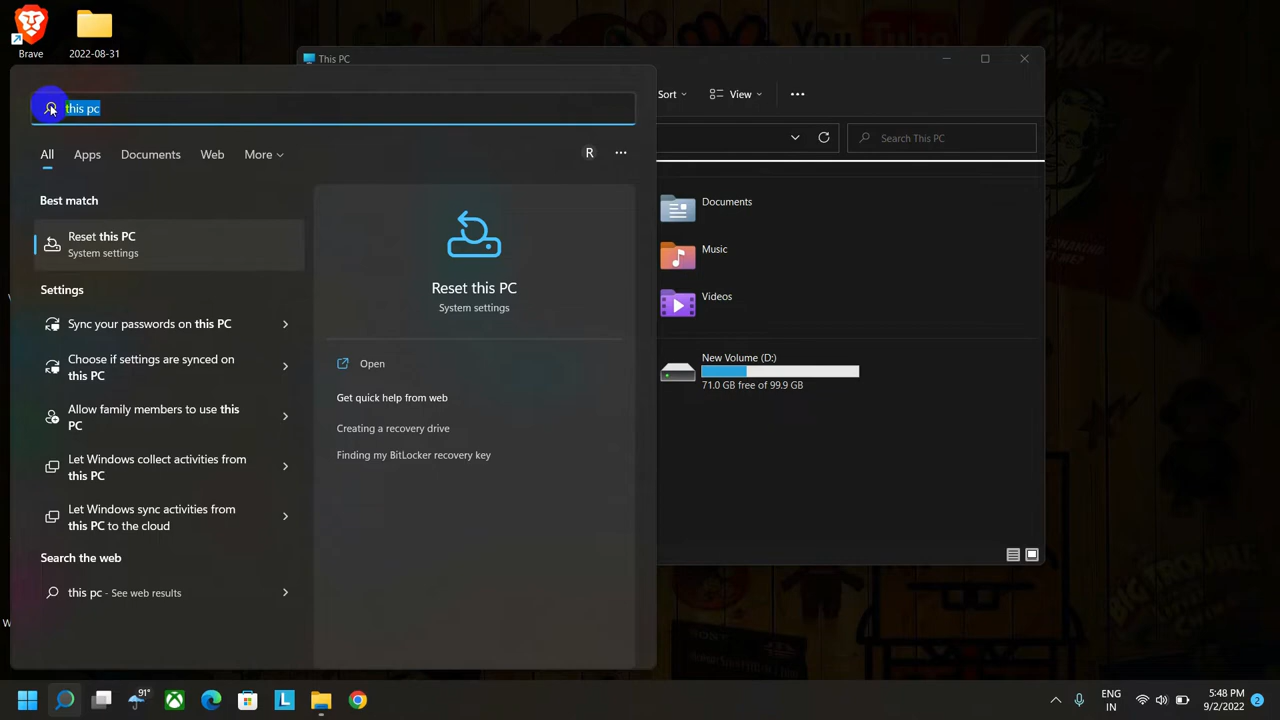 Brave
2022-08-31
This PC
Sort
View
Search This PC
this pc
All
Apps
Documents
Web
More
R
Best match
Reset this PC
System settings
Settings
Sync your passwords on this PC
Choose if settings are synced on
this PC
Allow family members to use this
PC
Let Windows collect activities from
this PC
Let Windows sync activities from
this PC to the cloud
Search the web
this pc - See web results
Reset this PC
System settings
Open
Get quick help from web
Creating a recovery drive
Finding my BitLocker recovery key
Documents
Music
Videos
New Volume (D:)
71.0 GB free of 99.9 GB
91°
L
ENG
IN
5:48 PM
9/2/2022
2